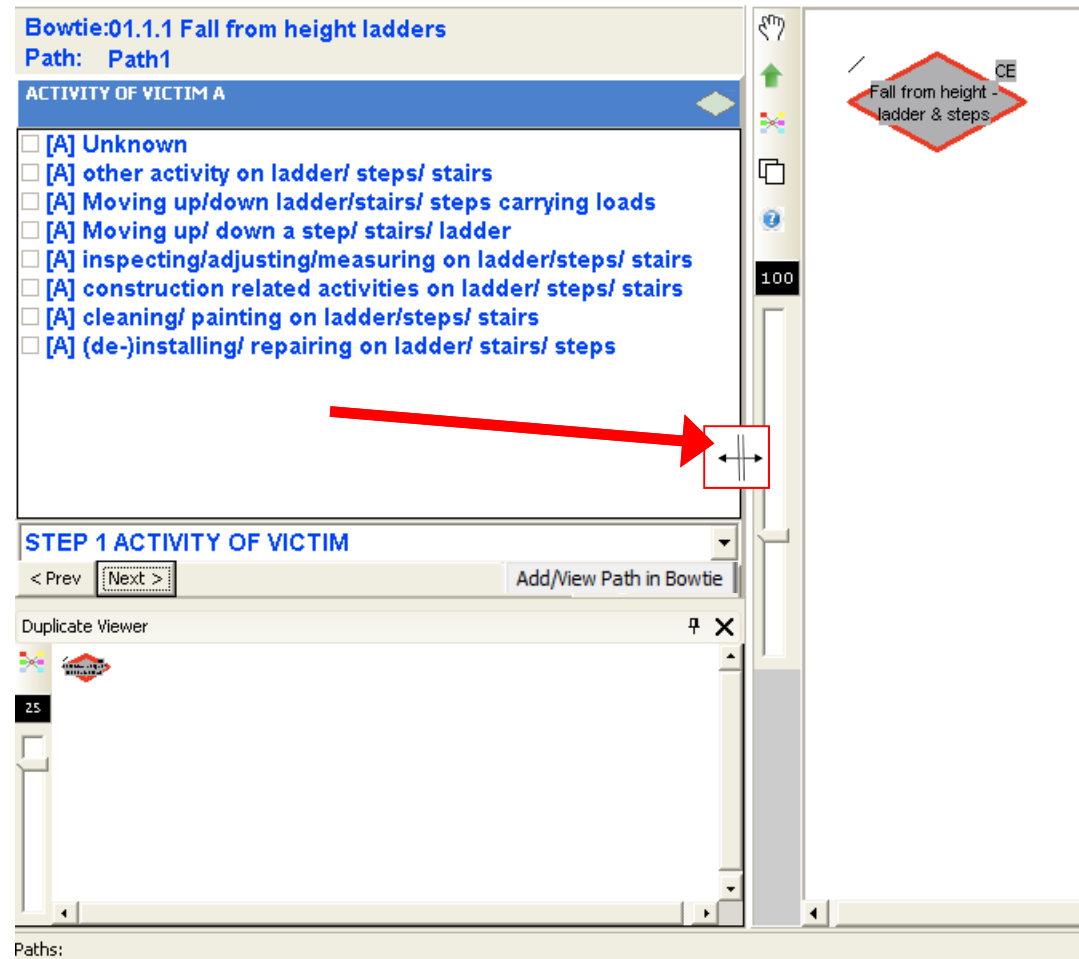 Bowtie:01.1.1 Fall from height ladders
Path: Path1
ACTIVITY OF VICTIM A
[A] Unknown
[A] other activity on ladder/ steps/ stairs
[A] Moving up/down ladder/stairs/ steps carrying loads
[A] Moving up/ down a step/ stairs/ ladder
[A] inspecting/adjusting/measuring on ladder/steps/ stairs
[A] construction related activities on ladder/ steps/ stairs
[A] cleaning/ painting on ladder/steps/ stairs
[A] (de-)installing/ repairing on ladder/ stairs/ steps
STEP 1 ACTIVITY OF VICTIM
< Prev Next > Add/View Path in Bowtie
Duplicate Viewer
25
Paths:
100
CE
Fall from height -
ladder & steps